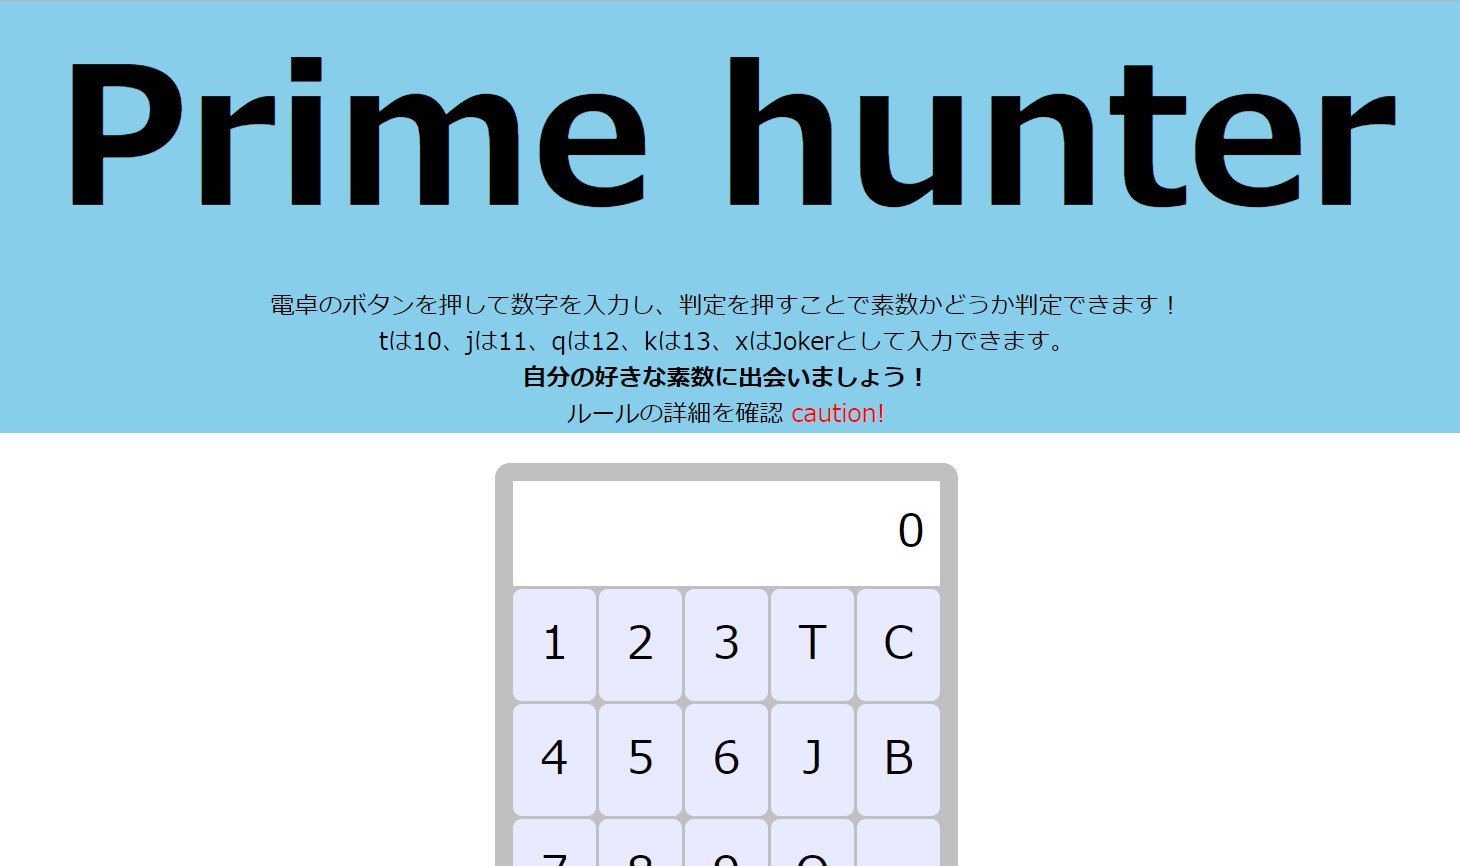 Prime hunter
電卓のボタンを押して数字を入力し、判定を押すことで素数かどうか判定できます！
tは10、jは11、qは12、kは13、xはJokerとして入力できます。
自分の好きな素数に出会いましょう！
ルールの詳細を確認 caution!
0
1 2 3 T C
4 5 6 J B
7 8 9 Q